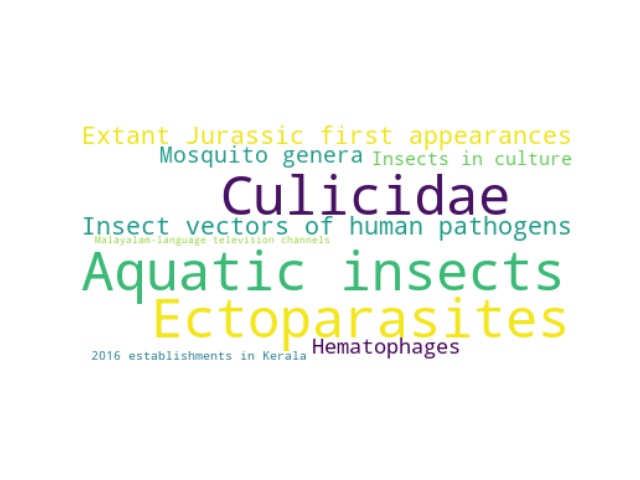 Extant Jurassic first appearances
Mosquito genera
Insects in culture
Culicidae
Insect vectors of human pathogens
Malayalam-language television channels
Aquatic insects
Ectoparasites
Hematophages
2016 establishments in Kerala